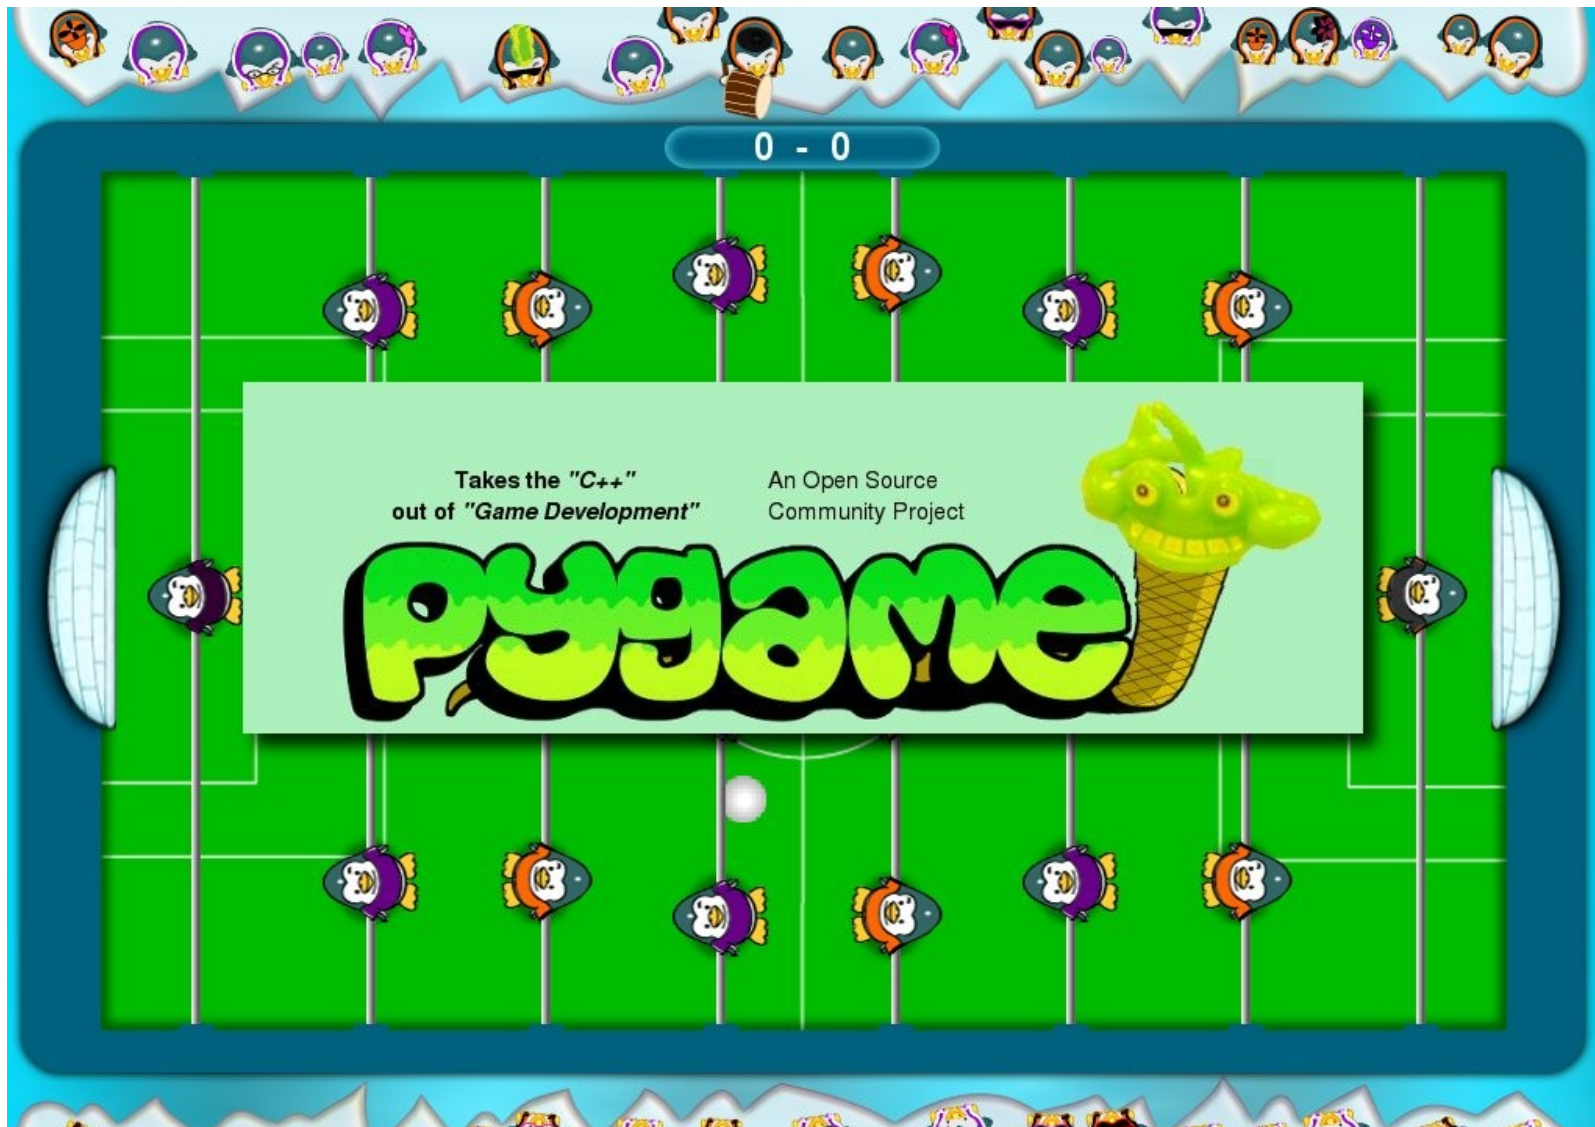 0 - 0
Takes the "C++"
out of "Game Development"
An Open Source
Community Project
pygame